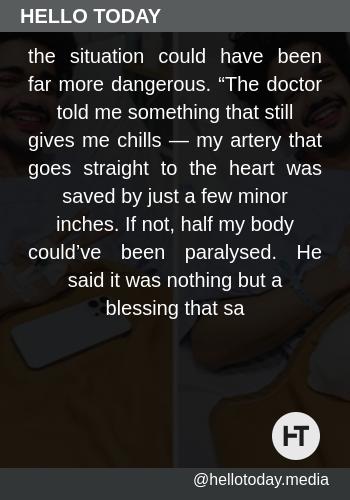 HELLO TODAY
the situation could have been
far more dangerous. “The doctor
told me something that still
gives me chills — my artery that
goes straight to the heart was
saved by just a few minor
inches. If not, half my body
could’ve been paralysed. He
said it was nothing but a
blessing that sa
HT
@hellotoday.media